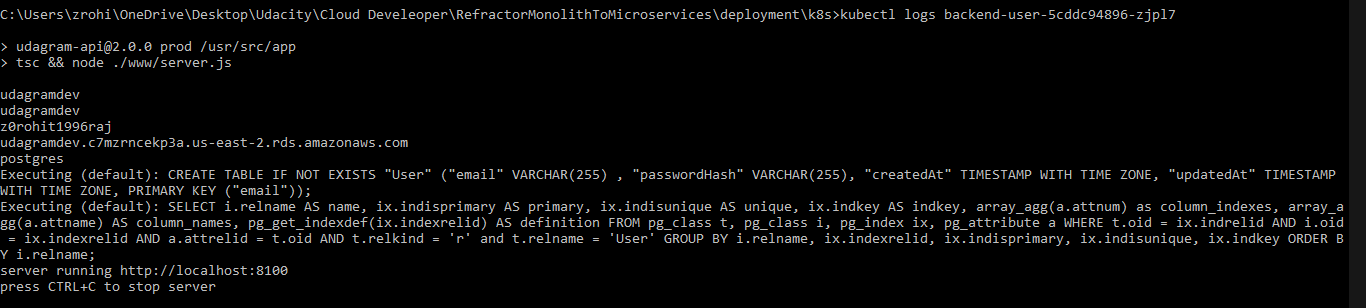 C:\Users\zrohi\OneDrive\Desktop\Udacity\Cloud Develeoper\RefractorMonolithToMicroservices\deployment\k8s>kubectl logs backend-user-5cddc94896-zjpl7
> udagram-api@2.0.0 prod /usr/src/app
> tsc && node ./www/server.js
udagramdev
udagramdev
z0rohit1996raj
udagramdev.c7mzrncekp3a.us-east-2.rds.amazonaws.com
postgres
Executing (default): CREATE TABLE IF NOT EXISTS "User" ("email" VARCHAR(255) , "passwordHash" VARCHAR(255), "createdAt" TIMESTAMP WITH TIME ZONE, "updatedAt" TIMESTAMP
WITH TIME ZONE, PRIMARY KEY ("email"));
Executing (default): SELECT i.relname AS name, ix.indisprimary AS primary, ix.indisunique AS unique, ix.indkey AS indkey, array_agg(a.attnum) as column_indexes, array_a
gg(a.attname) AS column_names, pg_get_indexdef(ix.indexrelid) AS definition FROM pg_class t, pg_class i, pg_index ix, pg_attribute a WHERE t.oid = ix.indrelid AND i.oid
= ix.indexrelid AND a.attrelid = t.oid AND t.relkind = 'r' and t.relname = 'User' GROUP BY i.relname, ix.indexrelid, ix.indisprimary, ix.indisunique, ix.indkey ORDER B
Y i.relname;
server running http://localhost:8100
press CTRL+C to stop server